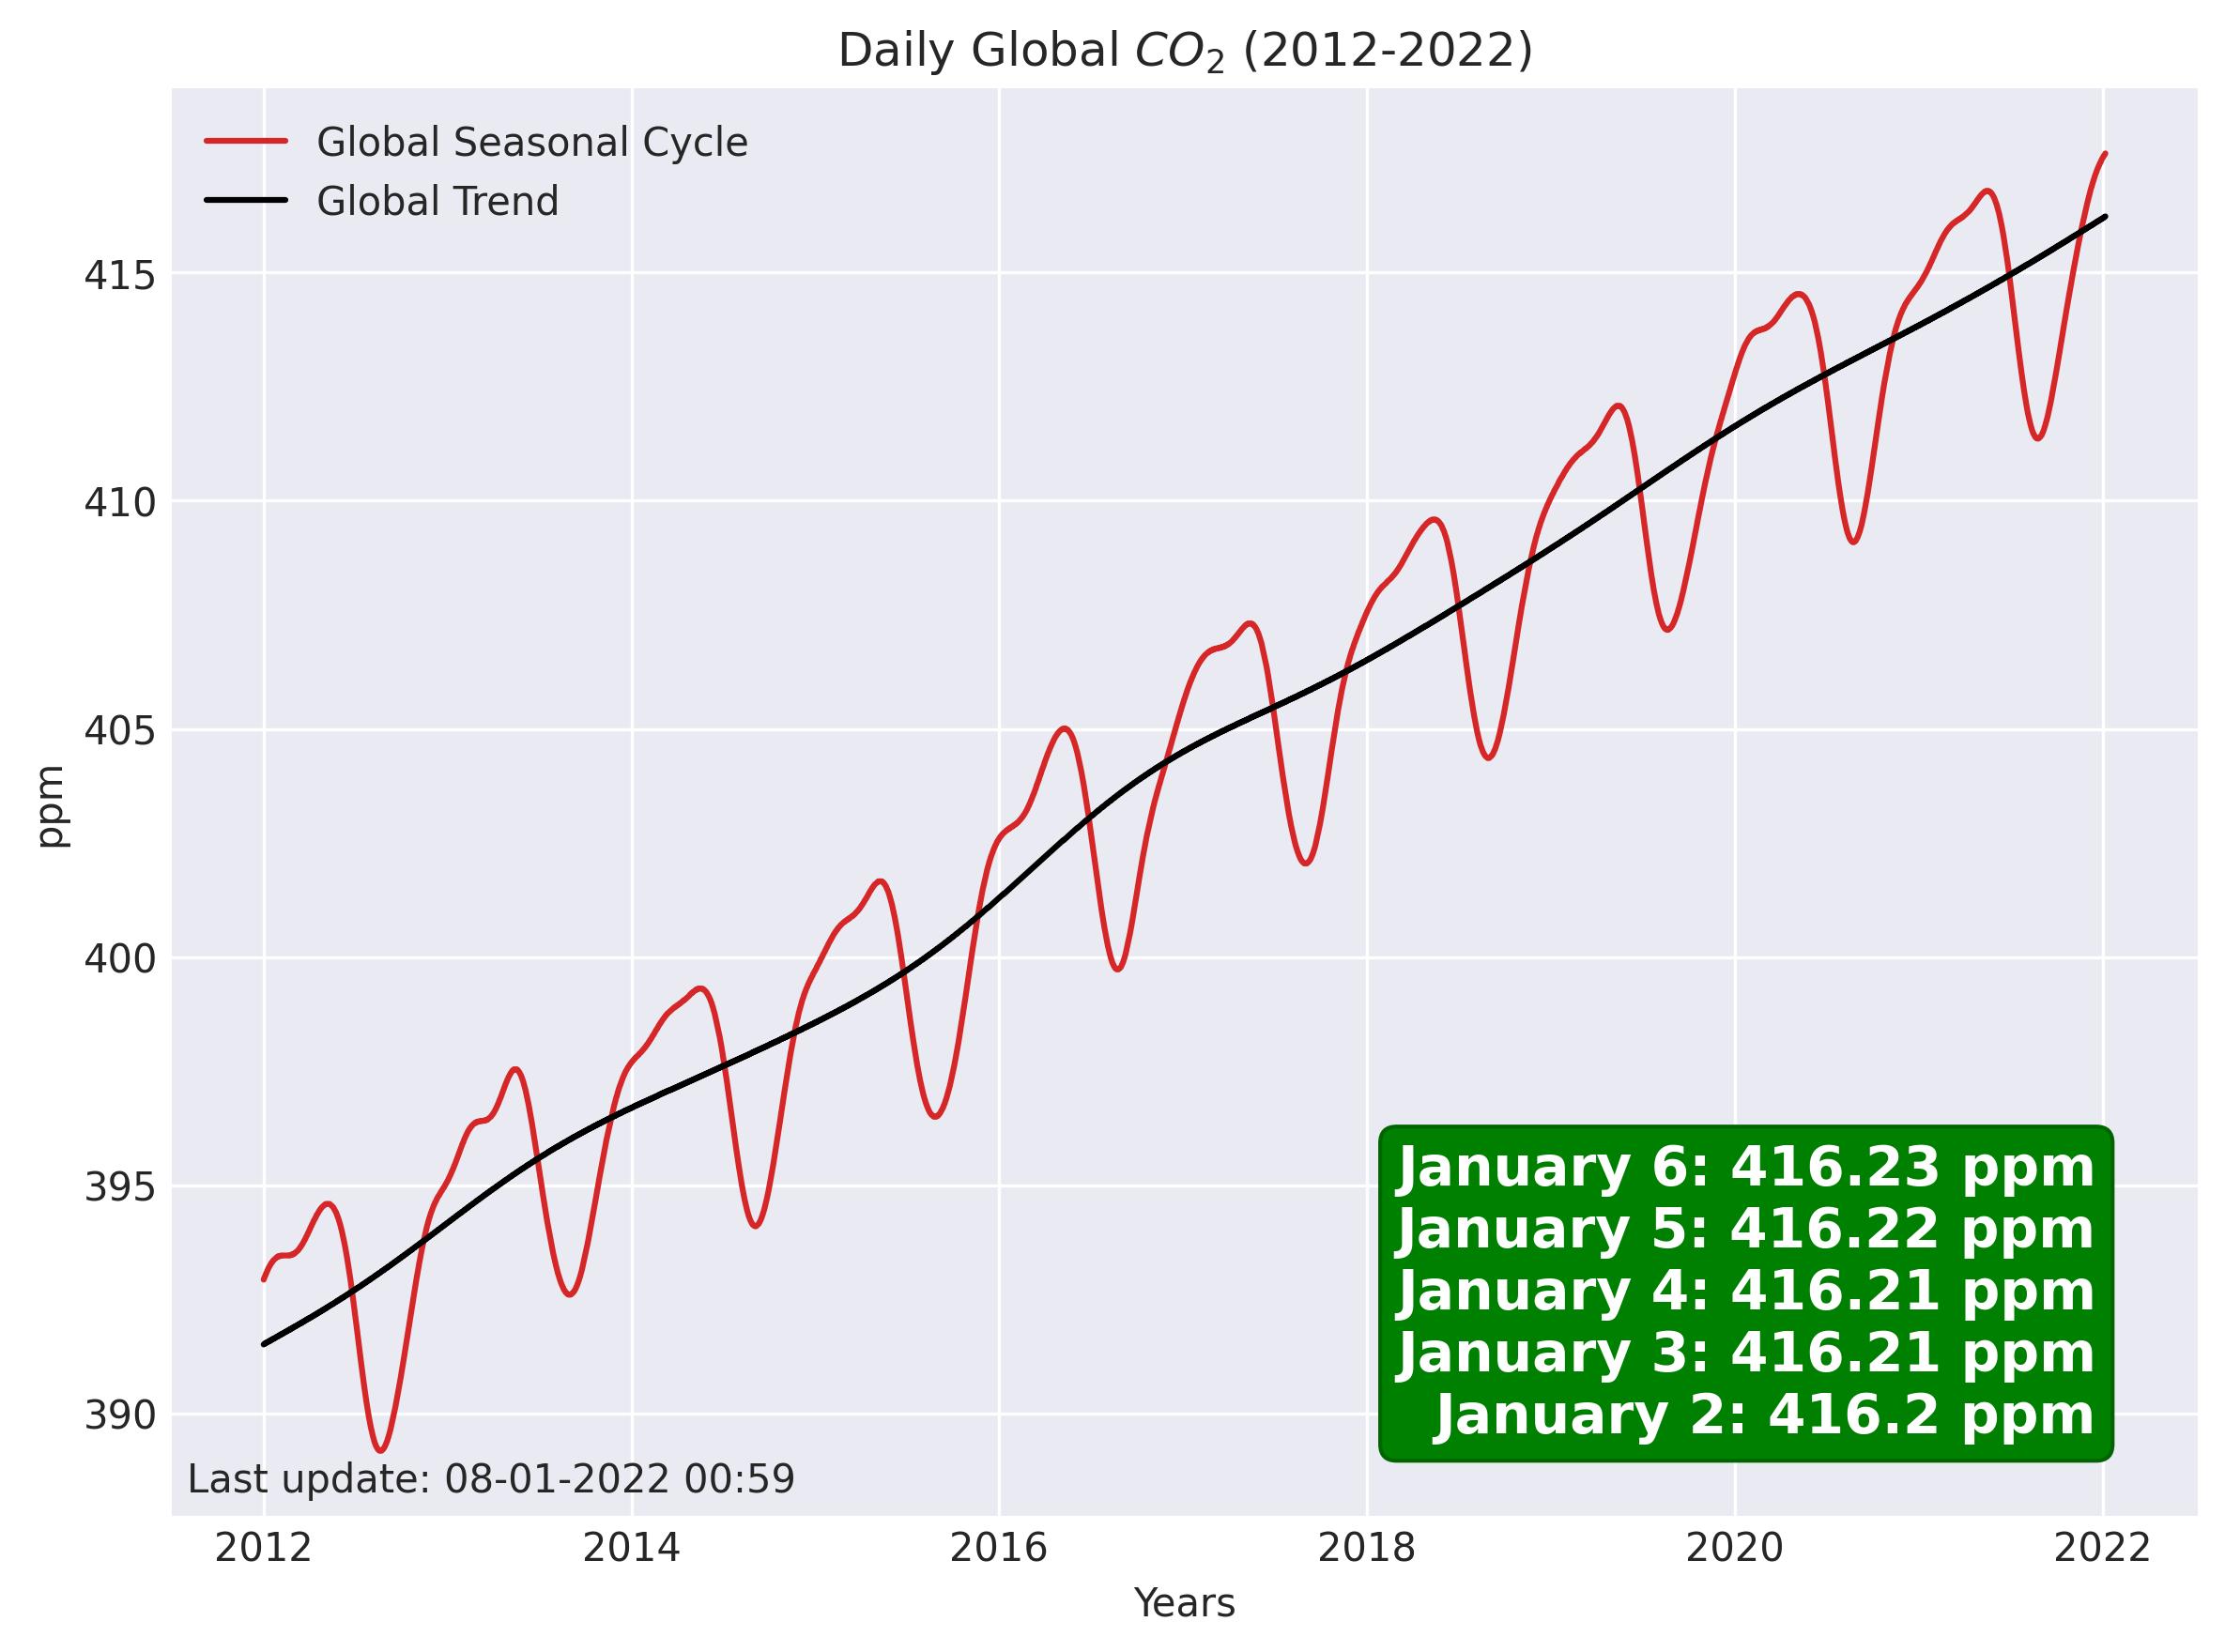 Daily Global CO₂ (2012-2022)
Global Seasonal Cycle
Global Trend
415
410
405
400
395
390
ppm
January 6: 416.23 ppm
January 5: 416.22 ppm
January 4: 416.21 ppm
January 3: 416.21 ppm
January 2: 416.2 ppm
Last update: 08-01-2022 00:59
2012 2014 2016 2018 2020 2022
Years